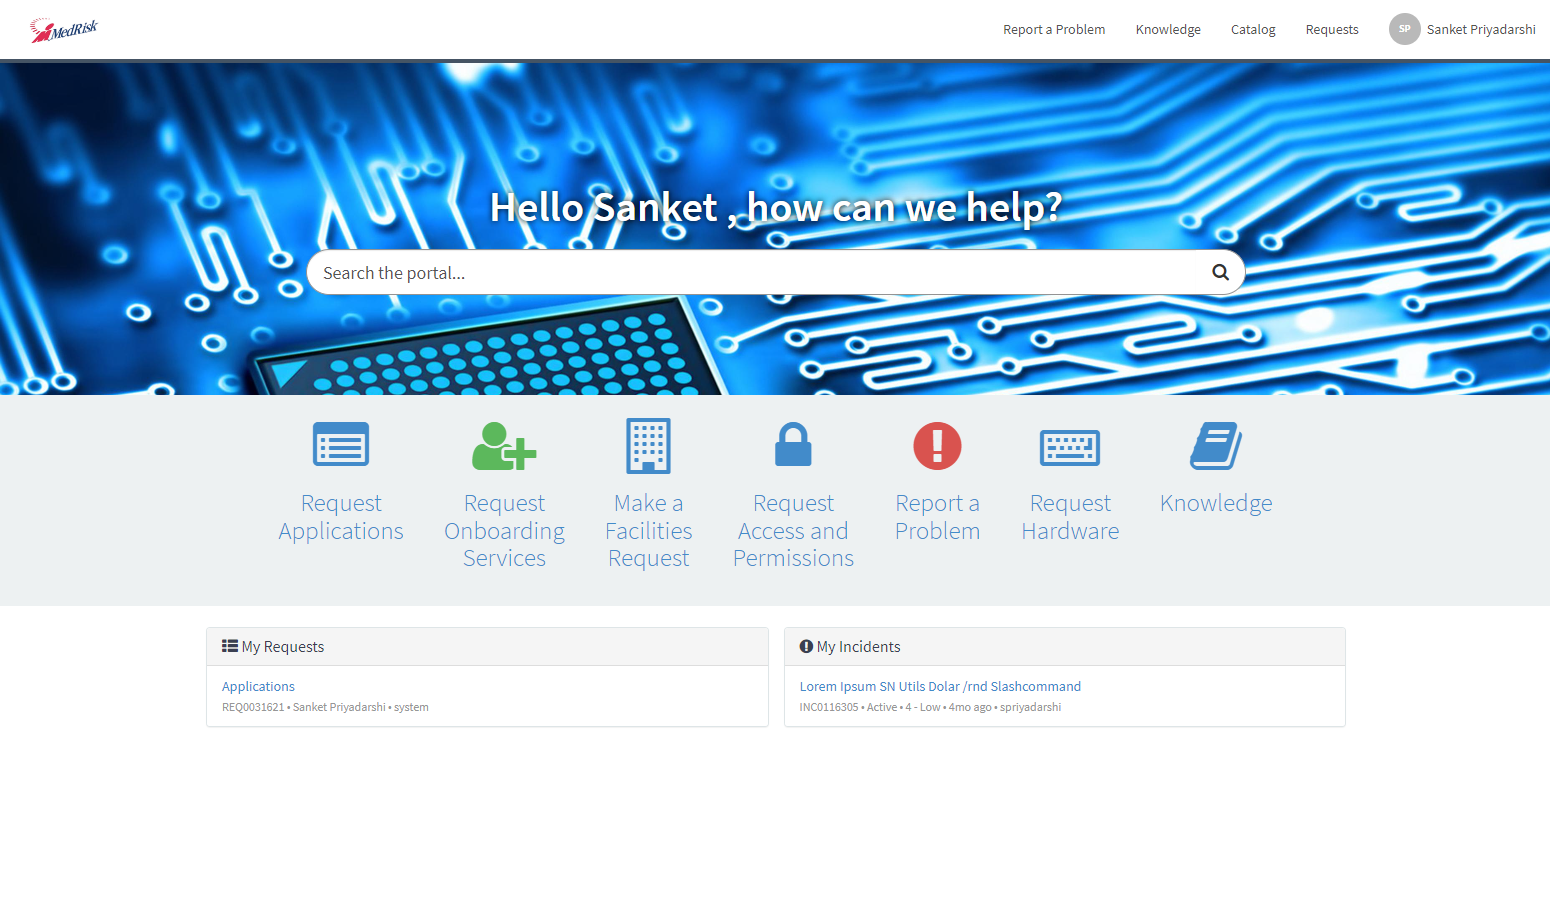 MedRisk
Report a Problem
Knowledge
Catalog
Requests
SP
Sanket Priyadarshi
Hello Sanket , how can we help?
Search the portal...
Request
Applications
Request
Onboarding
Services
Make a
Facilities
Request
Request
Access and
Permissions
Report a
Problem
Request
Hardware
Knowledge
My Requests
Applications
REQ0031621 • Sanket Priyadarshi • system
My Incidents
Lorem Ipsum SN Utils Dolar /rnd Slashcommand
INC0116305 • Active • 4 - Low • 4mo ago • spriyadarshi